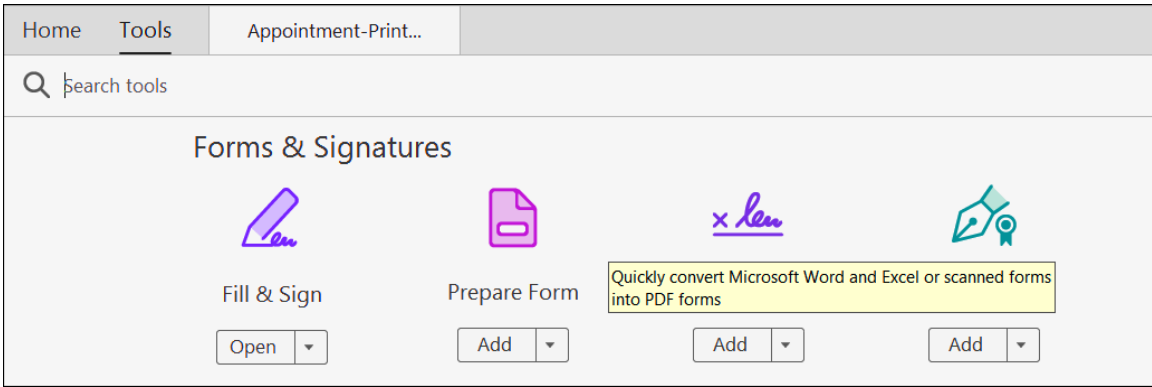 Home Tools Appointment-Print...
Search tools
Forms & Signatures
x len
Quickly convert Microsoft Word and Excel or scanned forms
into PDF forms
Fill & Sign Prepare Form
Open Add Add Add